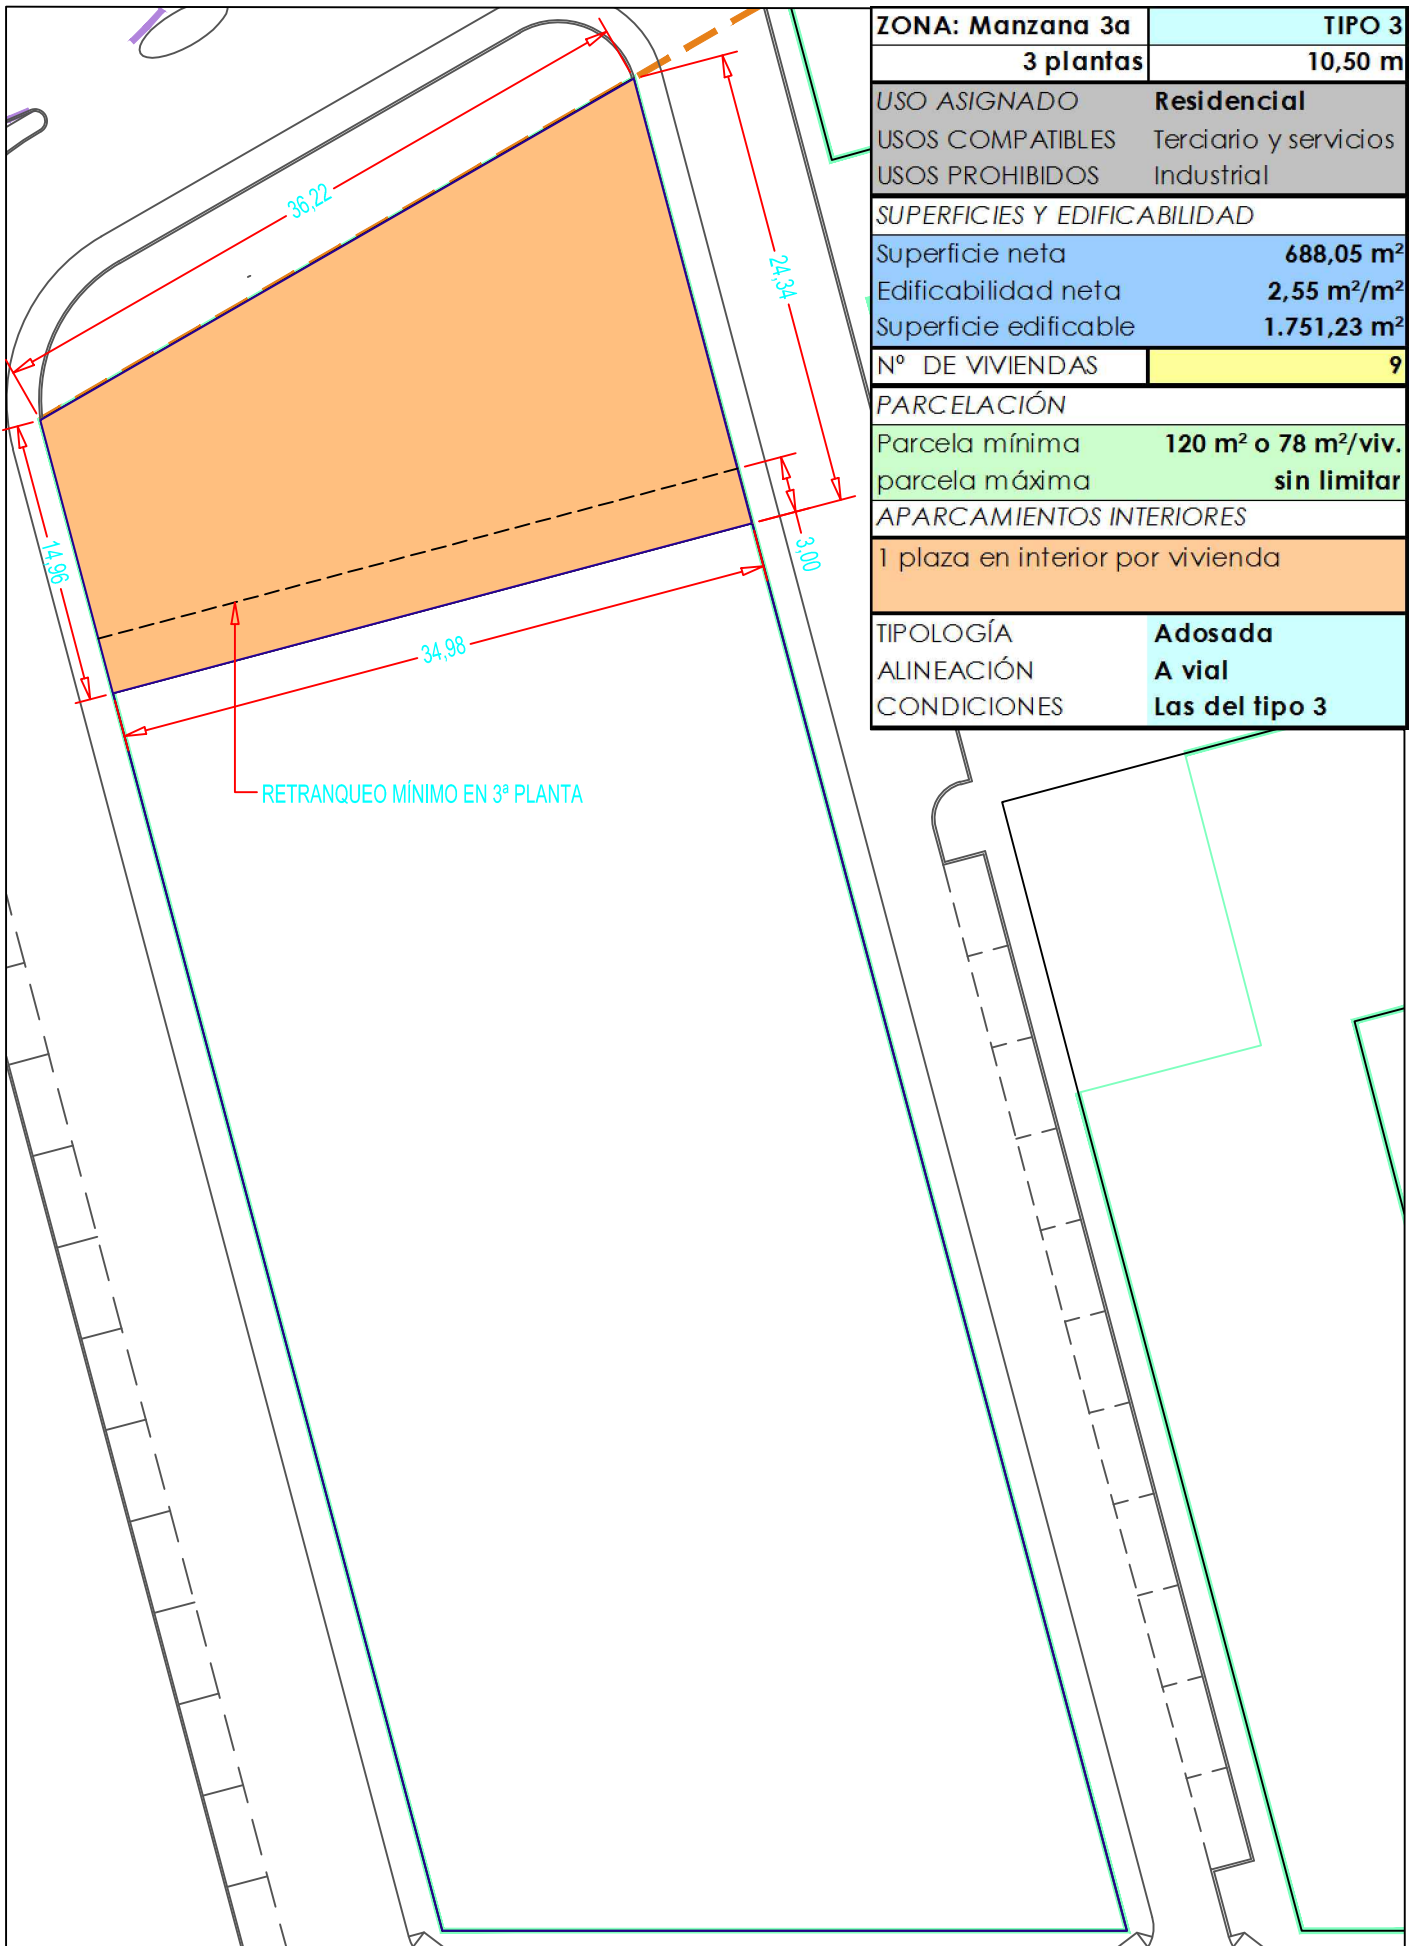 ZONA: Manzana 3a TIPO 3
3 plantas 10,50 m
USO ASIGNADO Residencial
USOS COMPATIBLES Terciario y servicios
USOS PROHIBIDOS Industrial
SUPERFICIES Y EDIFICABILIDAD
Superficie neta 688,05 m²
Edificabilidad neta 2,55 m²/m²
Superficie edificable 1.751,23 m²
Nº DE VIVIENDAS 9
PARCELACIÓN
Parcela mínima 120 m² o 78 m²/viv.
parcela máxima sin limitar
APARCAMIENTOS INTERIORES
1 plaza en interior por vivienda
TIPOLOGÍA Adosada
ALINEACIÓN A vial
CONDICIONES Las del tipo 3
36,22
24,34
14,96
3,00
34,98
RETRANQUEO MÍNIMO EN 3ª PLANTA